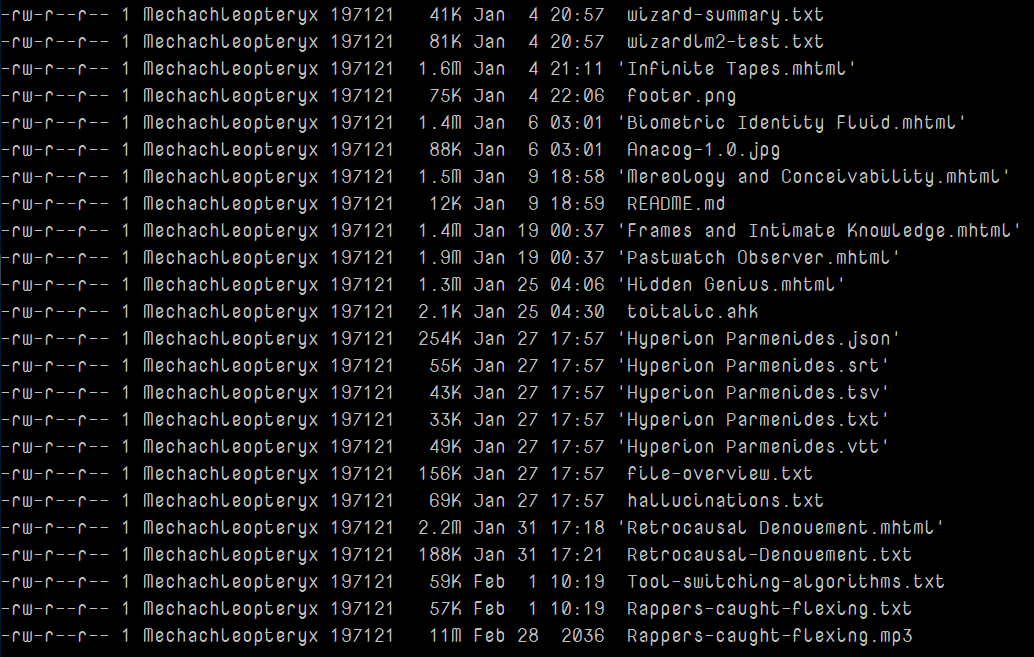 -rw-r--r-- 1 Mechachleopteryx 197121   41K Jan  4 20:57  wizard-summary.txt
-rw-r--r-- 1 Mechachleopteryx 197121   81K Jan  4 20:57  wizardlm2-test.txt
-rw-r--r-- 1 Mechachleopteryx 197121  1.6M Jan  4 21:11 'Infinite Tapes.mhtml'
-rw-r--r-- 1 Mechachleopteryx 197121   75K Jan  4 22:06  footer.png
-rw-r--r-- 1 Mechachleopteryx 197121  1.4M Jan  6 03:01 'Biometric Identity Fluid.mhtml'
-rw-r--r-- 1 Mechachleopteryx 197121   88K Jan  6 03:01  Anacog-1.0.jpg
-rw-r--r-- 1 Mechachleopteryx 197121  1.5M Jan  9 18:58 'Mereology and Conceivability.mhtml'
-rw-r--r-- 1 Mechachleopteryx 197121   12K Jan  9 18:59  README.md
-rw-r--r-- 1 Mechachleopteryx 197121  1.4M Jan 19 00:37 'Frames and Intimate Knowledge.mhtml'
-rw-r--r-- 1 Mechachleopteryx 197121  1.9M Jan 19 00:37 'Pastwatch Observer.mhtml'
-rw-r--r-- 1 Mechachleopteryx 197121  1.3M Jan 25 04:06 'Hidden Genius.mhtml'
-rw-r--r-- 1 Mechachleopteryx 197121  2.1K Jan 25 04:30  toitalic.ahk
-rw-r--r-- 1 Mechachleopteryx 197121  254K Jan 27 17:57 'Hyperion Parmenides.json'
-rw-r--r-- 1 Mechachleopteryx 197121   55K Jan 27 17:57 'Hyperion Parmenides.srt'
-rw-r--r-- 1 Mechachleopteryx 197121   43K Jan 27 17:57 'Hyperion Parmenides.tsv'
-rw-r--r-- 1 Mechachleopteryx 197121   33K Jan 27 17:57 'Hyperion Parmenides.txt'
-rw-r--r-- 1 Mechachleopteryx 197121   49K Jan 27 17:57 'Hyperion Parmenides.vtt'
-rw-r--r-- 1 Mechachleopteryx 197121  156K Jan 27 17:57  file-overview.txt
-rw-r--r-- 1 Mechachleopteryx 197121   69K Jan 27 17:57  hallucinations.txt
-rw-r--r-- 1 Mechachleopteryx 197121  2.2M Jan 31 17:18 'Retrocausal Denouement.mhtml'
-rw-r--r-- 1 Mechachleopteryx 197121  188K Jan 31 17:21  Retrocausal-Denouement.txt
-rw-r--r-- 1 Mechachleopteryx 197121   59K Feb  1 10:19  Tool-switching-algorithms.txt
-rw-r--r-- 1 Mechachleopteryx 197121   57K Feb  1 10:19  Rappers-caught-flexing.txt
-rw-r--r-- 1 Mechachleopteryx 197121   11M Feb 28  2036  Rappers-caught-flexing.mp3